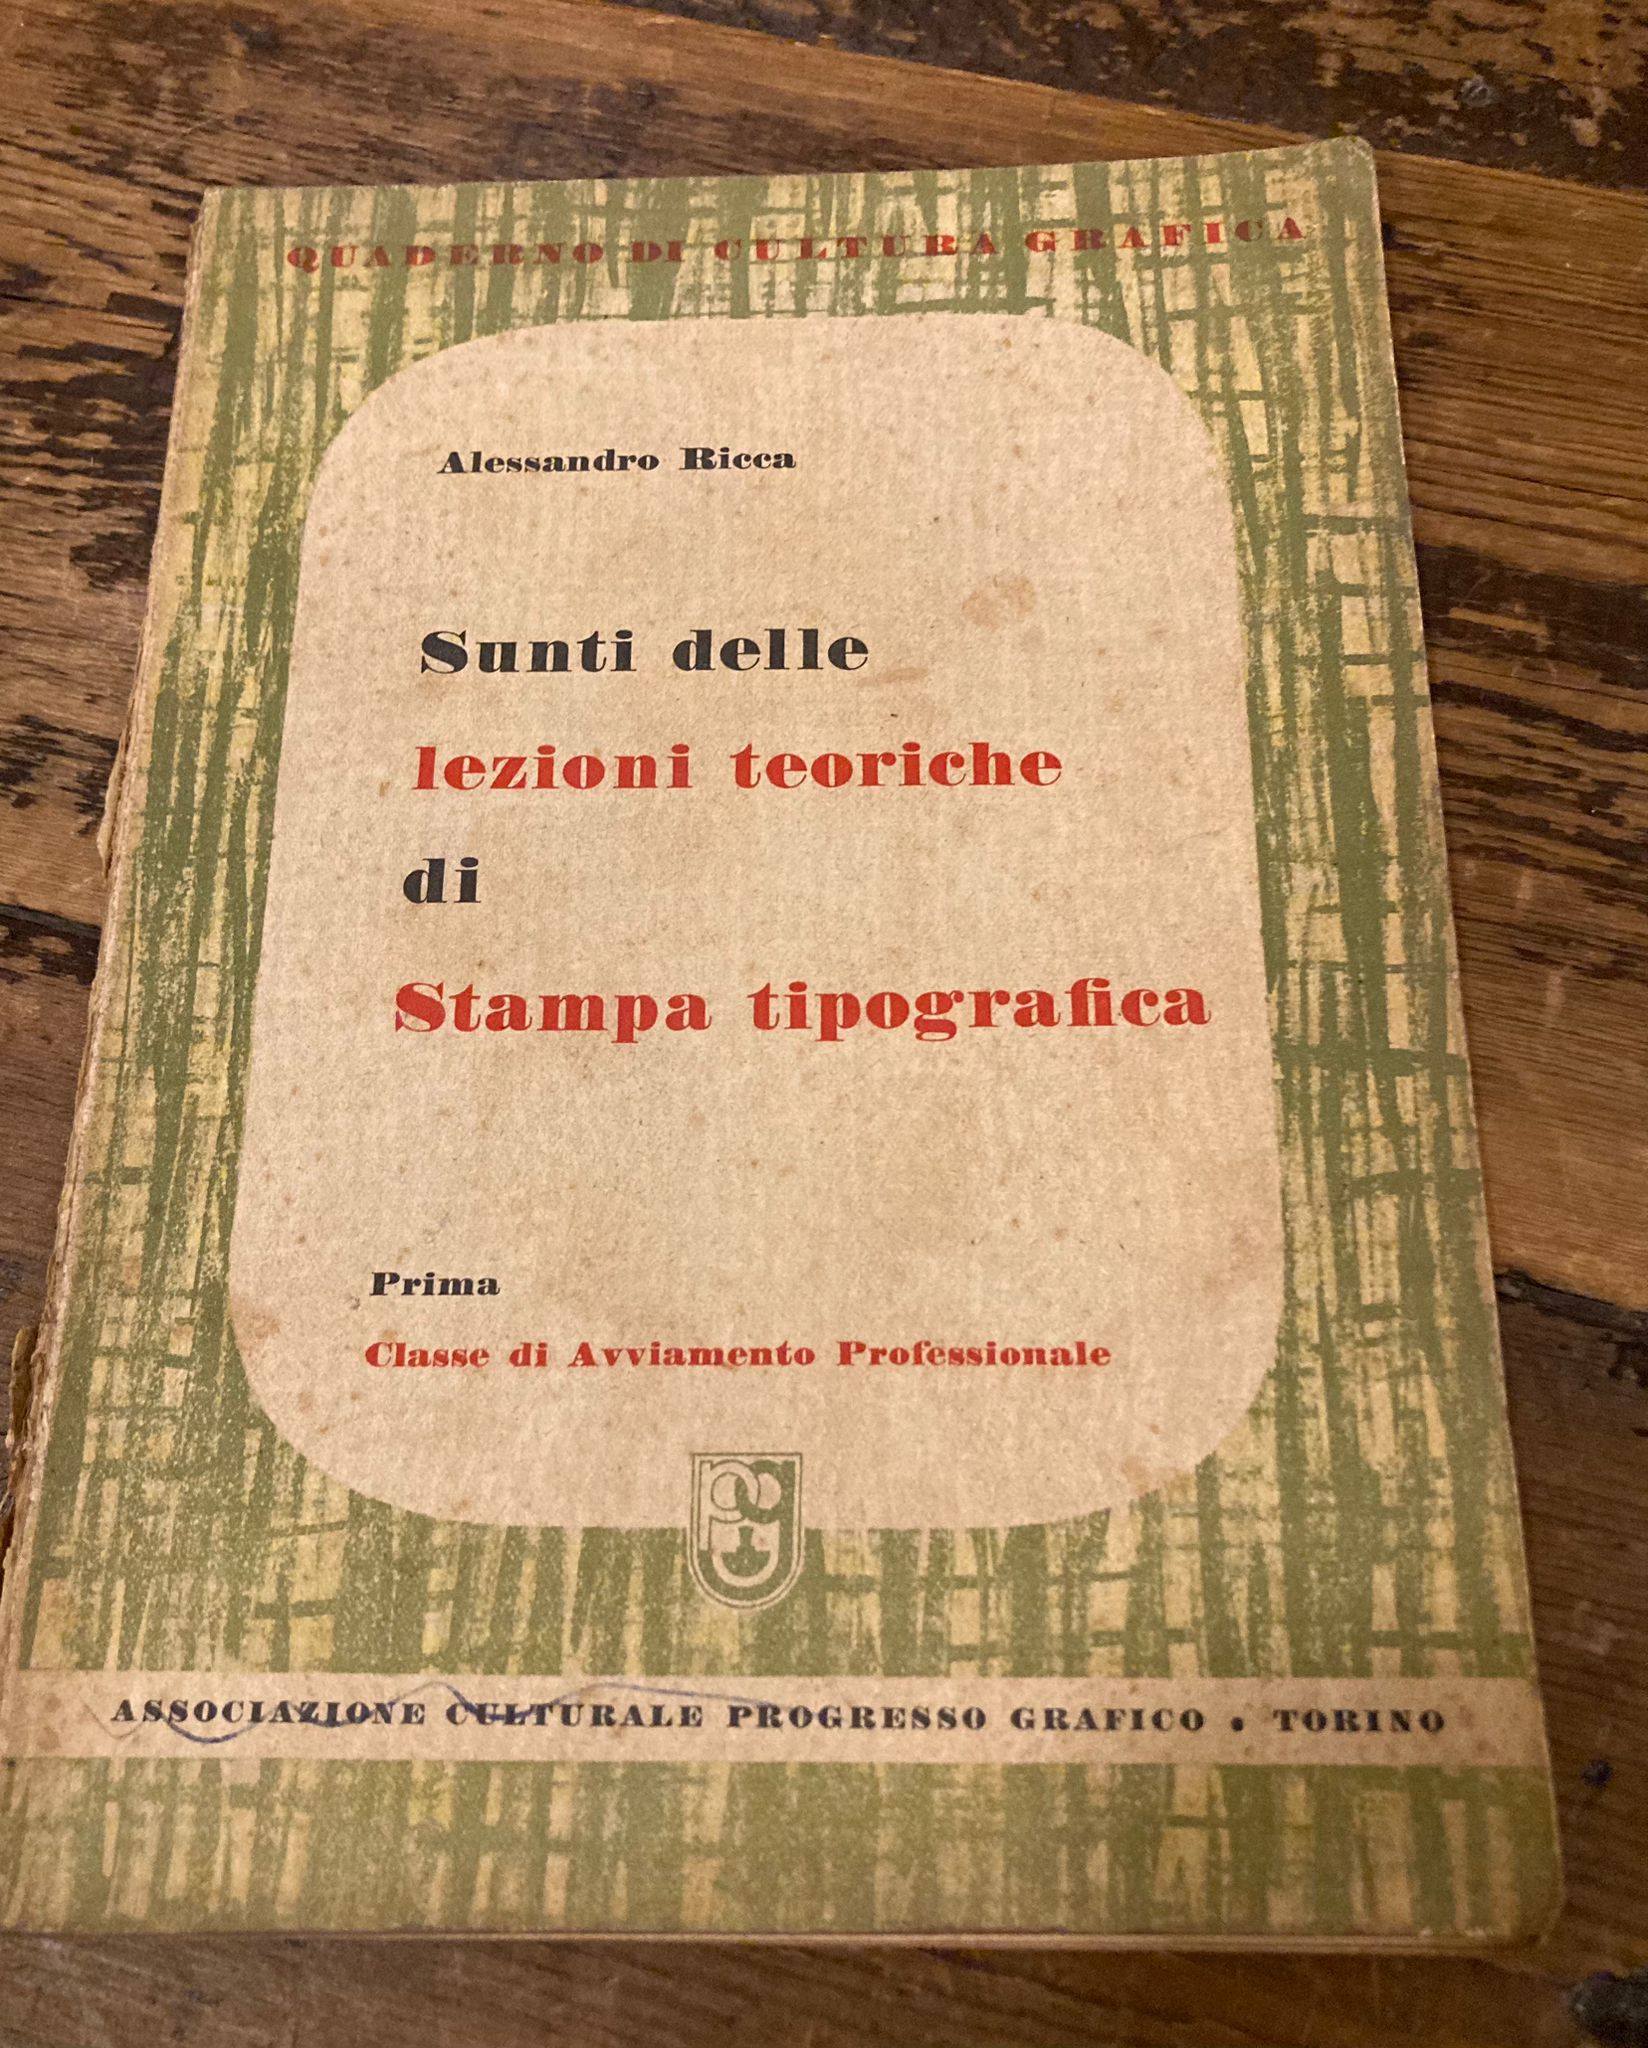 QUADERNO DI CULTURA GRAFICA
Alessandro Ricca
Sunti delle
lezioni teoriche
di
Stampa tipografica
Prima
Classe di Avviamento Professionale
ASSOCIAZIONE CULTURALE PROGRESSO GRAFICO • TORINO